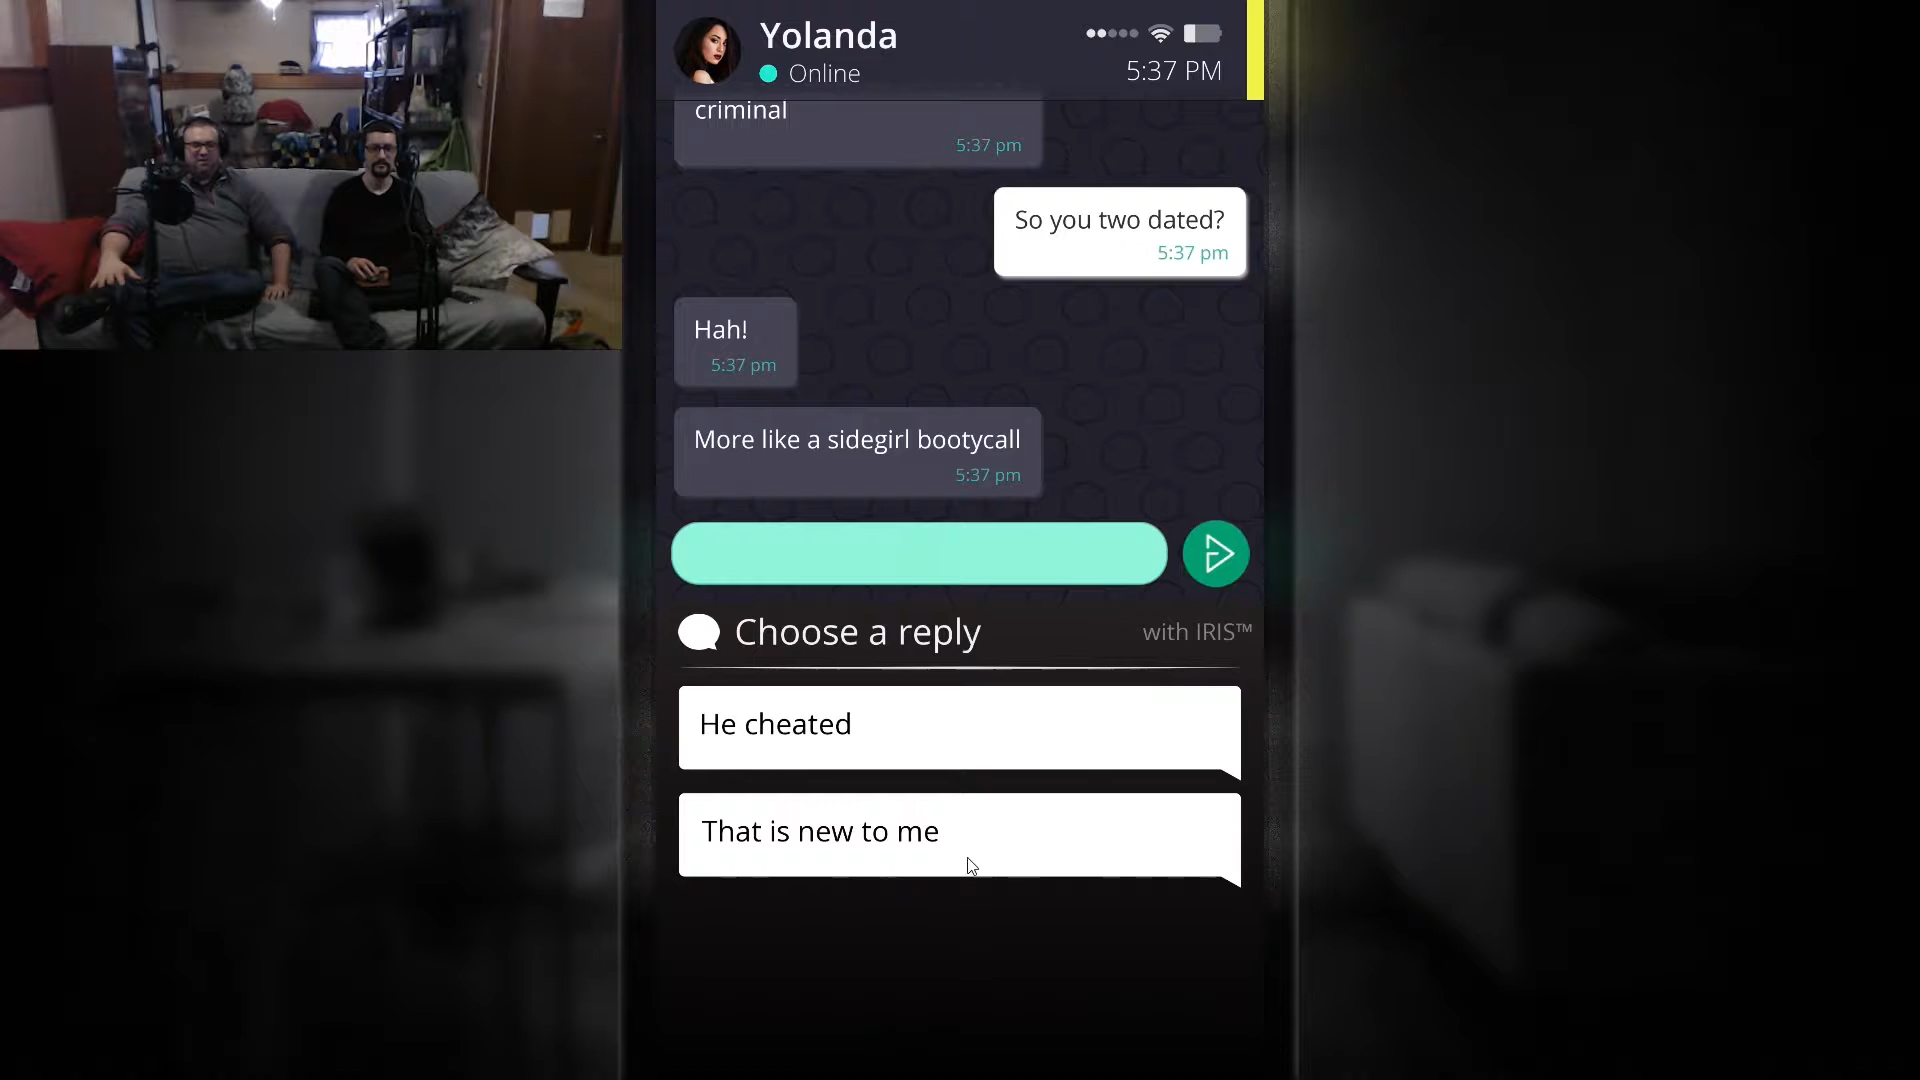 Yolanda
Online
5:37 PM
criminal
5:37 pm
So you two dated?
5:37 pm
Hah!
5:37 pm
More like a sidegirl bootycall
5:37 pm
Choose a reply
with IRIS™
He cheated
That is new to me